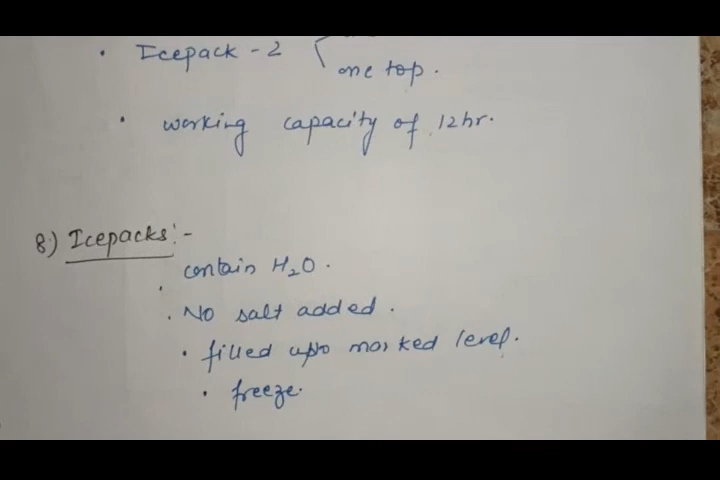 • Icepack - 2
one top.
• working capacity of 12hr.
8) Icepacks:-
contain H₂O.
• No salt added.
• filled upto marked level.
• freeze.